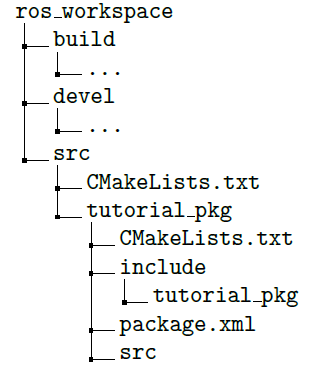 ros_workspace
build
...
devel
...
src
CMakeLists.txt
tutorial_pkg
CMakeLists.txt
include
tutorial_pkg
package.xml
src